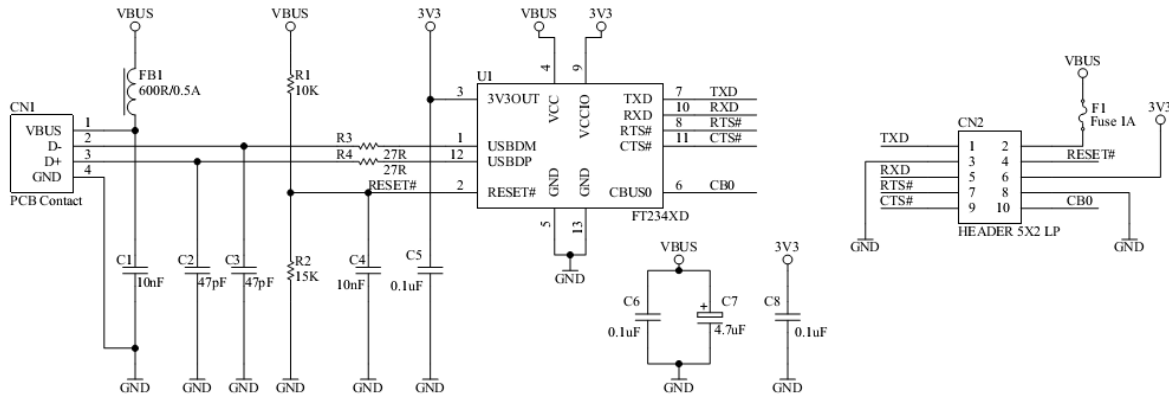 VBUS
VBUS
3V3
VBUS
3V3
FB1
600R/0.5A
R1
10K
U1
4
9
CN1
VBUS
1
D-
2
D+
3
GND
4
PCB Contact
3
3V3OUT
VCC
VCCIO
TXD
7
TXD
RXD
10
RXD
RTS#
8
RTS#
CTS#
11
CTS#
R3
27R
1
USBDM
R4
27R
12
USBDP
RESET#
2
RESET#
GND
GND
CBUS0
6
CB0
5
13
FT234XD
GND
C1
10nF
C2
47pF
C3
47pF
R2
15K
C4
10nF
C5
0.1uF
GND
GND
GND
GND
GND
GND
VBUS
C6
0.1uF
+
C7
4.7uF
GND
3V3
C8
0.1uF
GND
VBUS
F1
Fuse 1A
3V3
CN2
TXD
1
2
3
4
RESET#
RXD
5
6
RTS#
7
8
CTS#
9
10
CB0
HEADER 5X2 LP
GND
GND